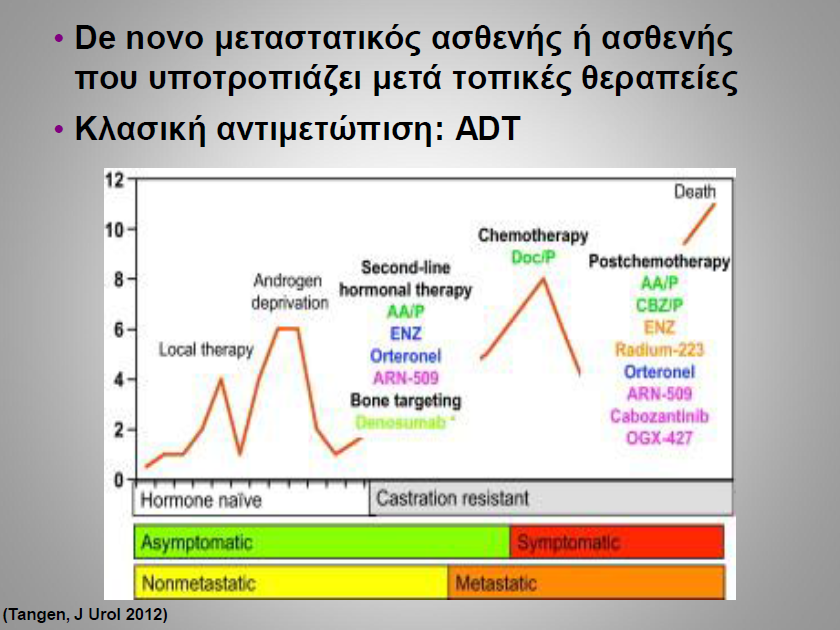 • De novo μεταστατικός ασθενής ή ασθενής
που υποτροπιάζει μετά τοπικές θεραπείες
• Κλασική αντιμετώπιση: ADT
12
10
8
6
4
2
0
Local therapy
Androgen
deprivation
Second-line
hormonal therapy
AA/P
ENZ
Orteronel
ARN-509
Bone targeting
Denosumab *
Chemotherapy
Doc/P
Death
Postchemotherapy
AA/P
CBZ/P
ENZ
Radium-223
Orteronel
ARN-509
Cabozantinib
OGX-427
Hormone naïve
Castration resistant
Asymptomatic
Symptomatic
Nonmetastatic
Metastatic
(Tangen, J Urol 2012)